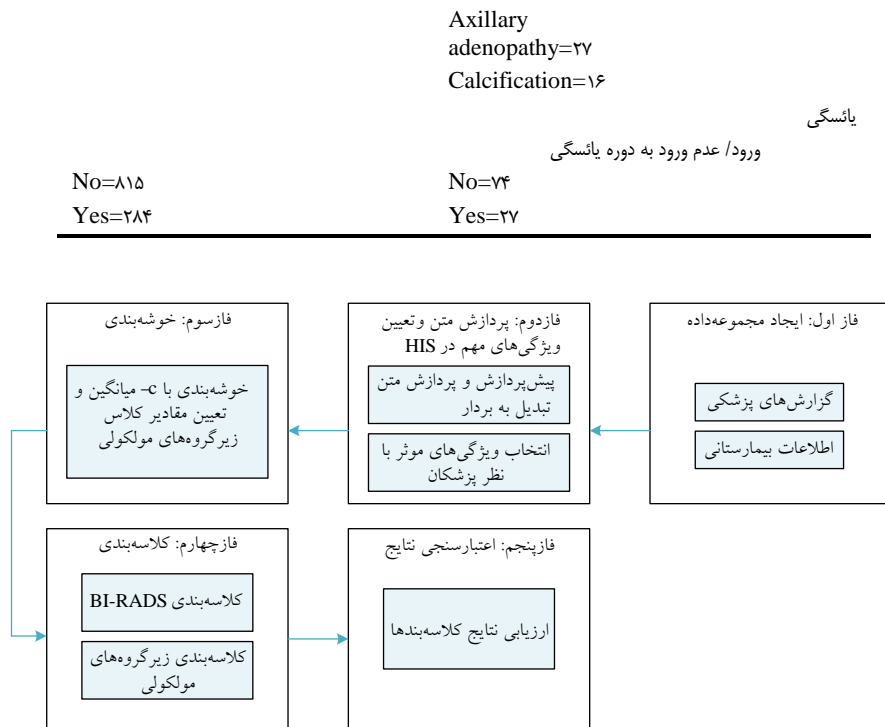 Axillary
adenopathy=۲۷
Calcification=۱۶
یائسگی
ورود/ عدم ورود به دوره یائسگی
No=۸۱۵ No=۷۴
Yes=۲۸۴ Yes=۲۷
فاز اول: ایجاد مجموعه‌داده
گزارش‌های پزشکی
اطلاعات بیمارستانی
فازدوم: پردازش متن وتعیین
ویژگی‌های مهم در HIS
پیش‌پردازش و پردازش متن
تبدیل به بردار
انتخاب ویژگی‌های موثر با
نظر پزشکان
فازسوم: خوشه‌بندی
خوشه‌بندی با c- میانگین و
تعیین مقادیر کلاس
زیرگروه‌های مولکولی
فازچهارم: کلاسه‌بندی
کلاسه‌بندی BI-RADS
کلاسه‌بندی زیرگروه‌های
مولکولی
فازپنجم: اعتبارسنجی نتایج
ارزیابی نتایج کلاسه‌بندها